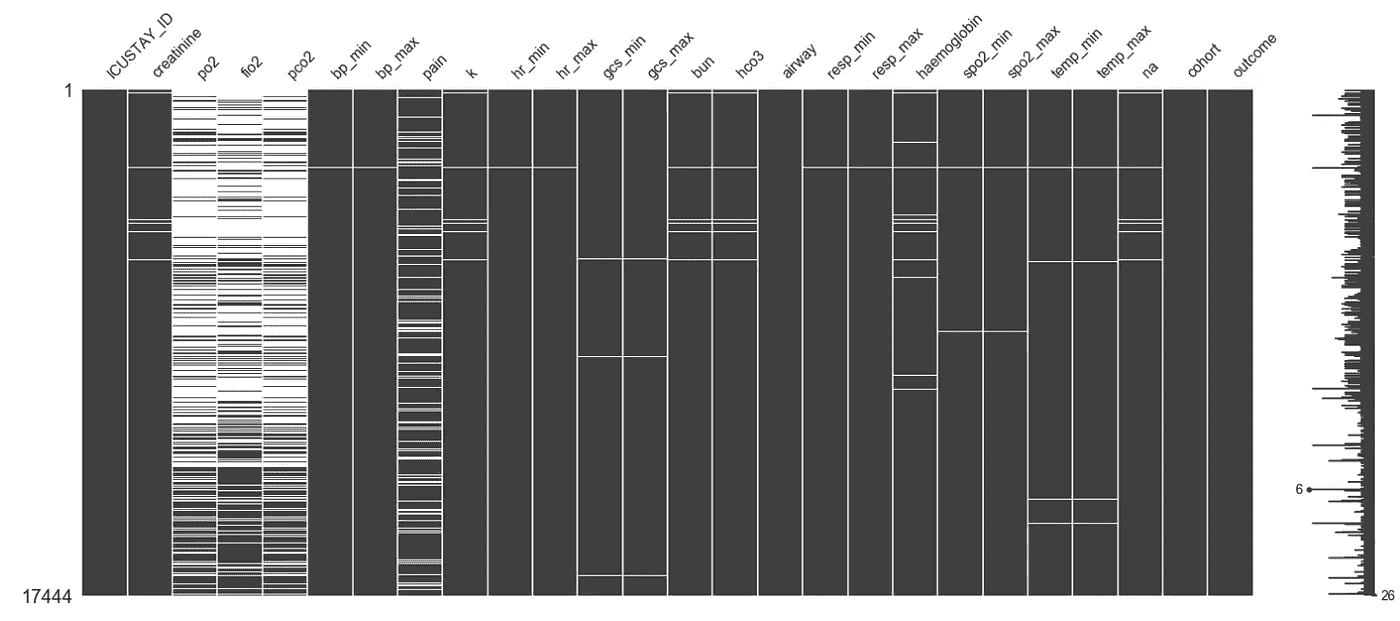 ICUSTAY_ID
creatinine
po2
fio2
pco2
bp_min
bp_max
pain
k
hr_min
hr_max
gcs_min
gcs_max
bun
hco3
airway
resp_min
resp_max
haemoglobin
spo2_min
spo2_max
temp_min
temp_max
na
cohort
outcome
1
6
17444
26